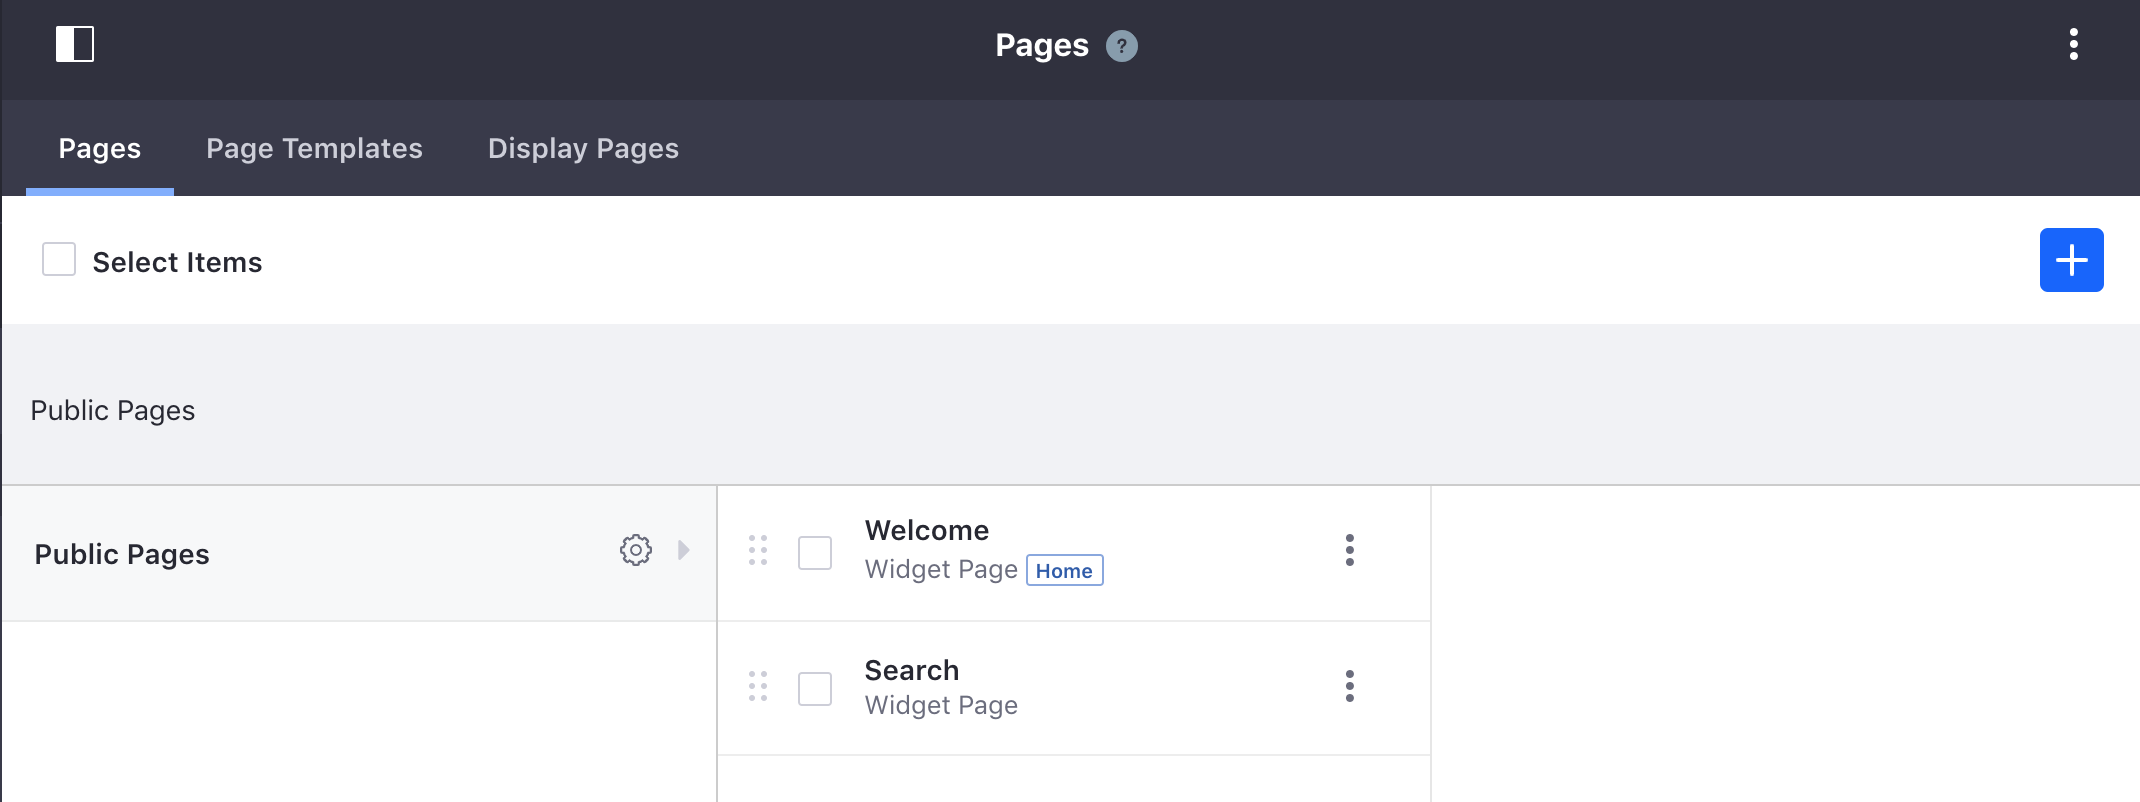 Pages ?
Pages Page Templates Display Pages
Select Items
Public Pages
Public Pages
Welcome
Widget Page Home
Search
Widget Page